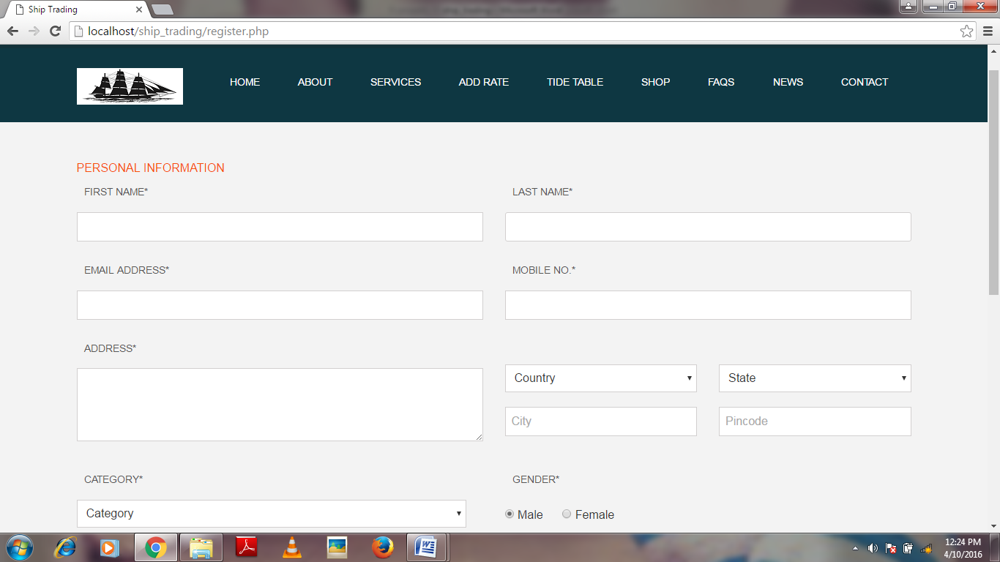 Ship Trading
localhost/ship_trading/register.php
HOME ABOUT SERVICES ADD RATE TIDE TABLE SHOP FAQS NEWS CONTACT
PERSONAL INFORMATION
FIRST NAME* LAST NAME*
EMAIL ADDRESS* MOBILE NO.*
ADDRESS*
Country State
City Pincode
CATEGORY* GENDER*
Category Male Female
12:24 PM
4/10/2016